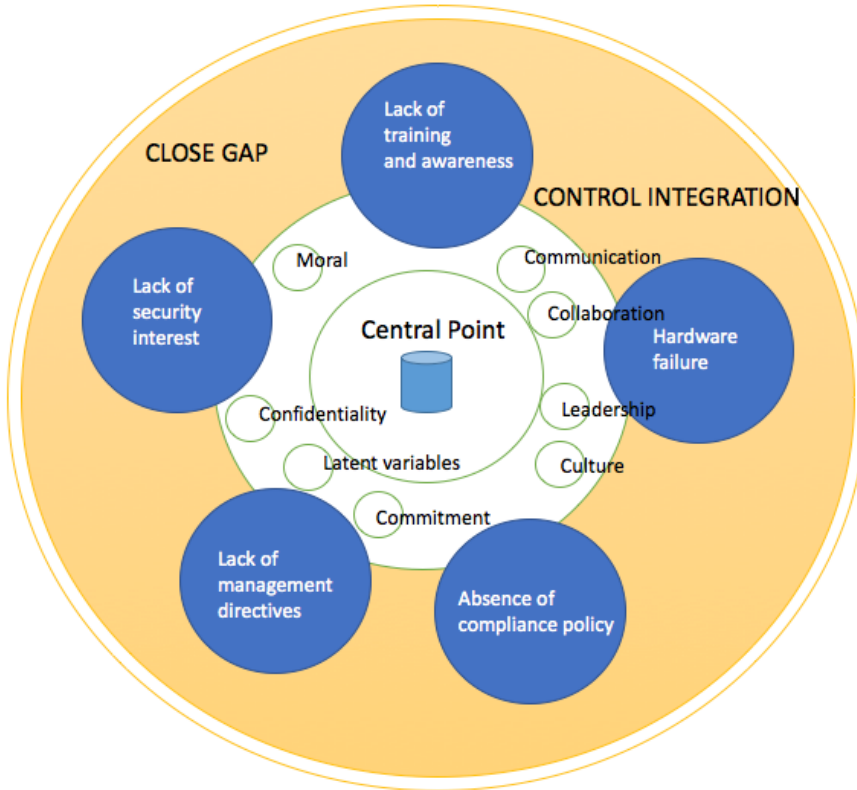 Lack of
training
and awareness
CLOSE GAP
CONTROL INTEGRATION
Moral
Communication
Lack of
security
interest
Collaboration
Central Point
Hardware
failure
Confidentiality
Leadership
Latent variables
Culture
Commitment
Lack of
management
directives
Absence of
compliance policy